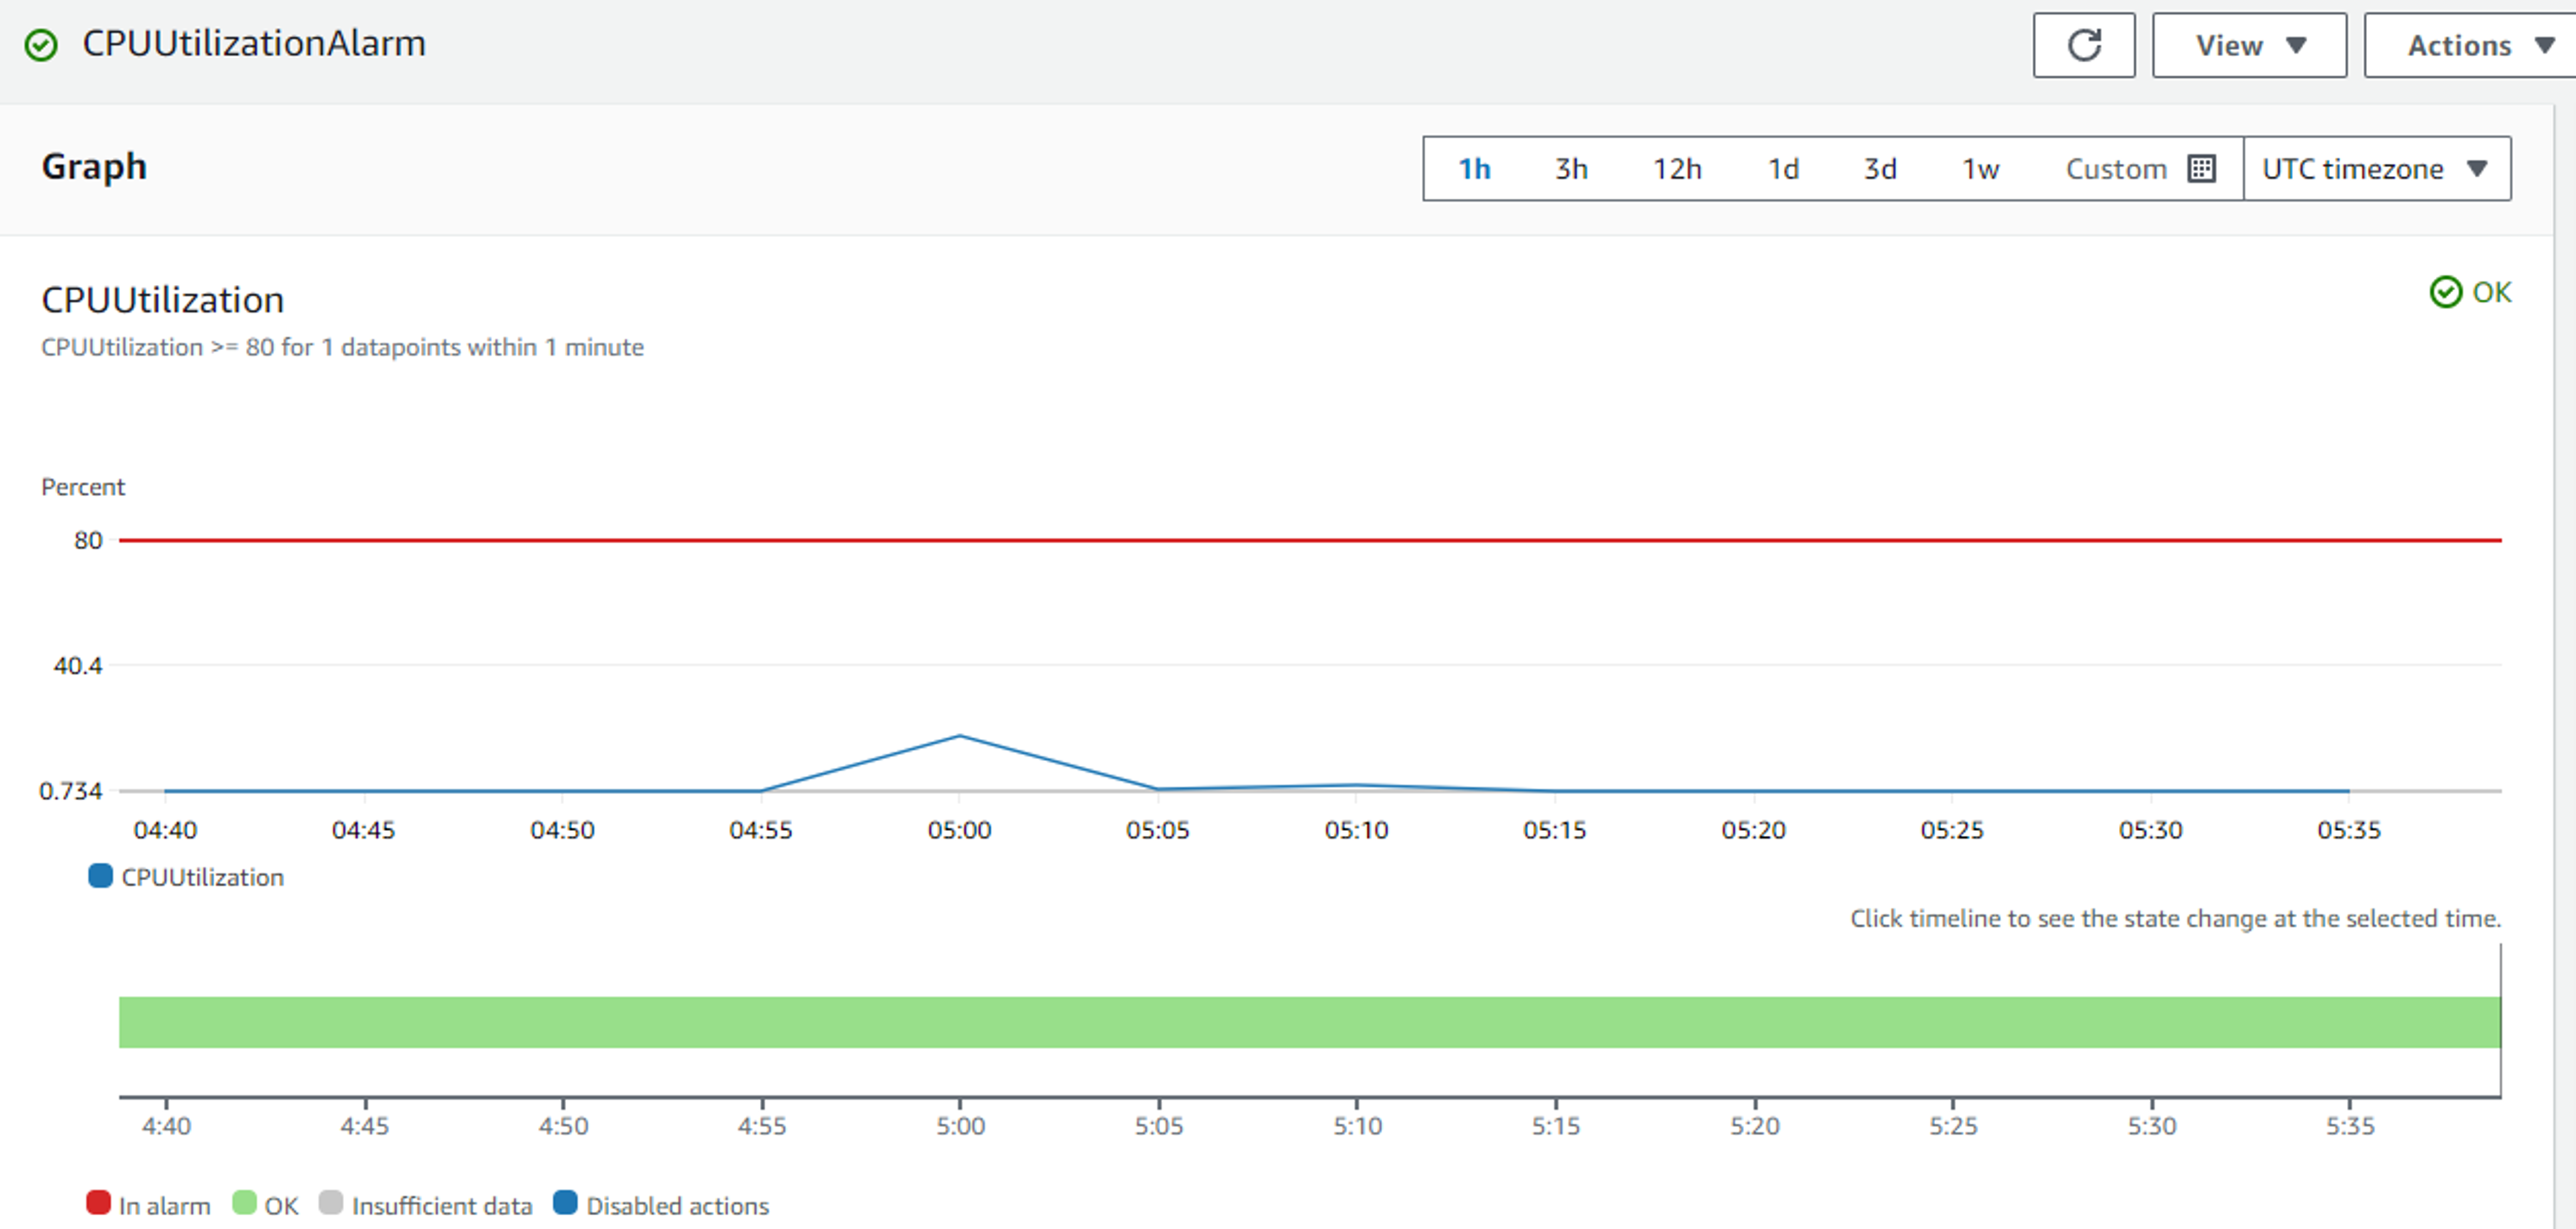 CPUUtilizationAlarm
View
Actions
Graph
1h 3h 12h 1d 3d 1w Custom UTC timezone
CPUUtilization
OK
CPUUtilization >= 80 for 1 datapoints within 1 minute
Percent
80
40.4
0.734
04:40 04:45 04:50 04:55 05:00 05:05 05:10 05:15 05:20 05:25 05:30 05:35
CPUUtilization
Click timeline to see the state change at the selected time.
4:40 4:45 4:50 4:55 5:00 5:05 5:10 5:15 5:20 5:25 5:30 5:35
In alarm OK Insufficient data Disabled actions